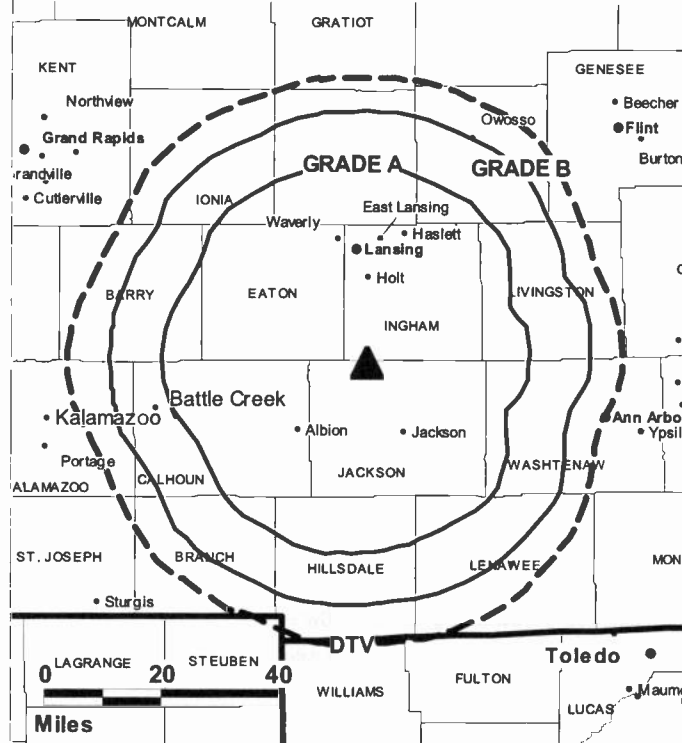 MONTCALM
GRATIOT
KENT
GENESEE
Northview
Beecher
Owosso
Flint
Grand Rapids
Burton
GRADE A
GRADE B
randville
Cutlerville
IONIA
East Lansing
Waverly
Haslett
Lansing
Holt
BARRY
EATON
LIVINGSTON
INGHAM
Battle Creek
Kalamazoo
Albion
Jackson
Ann Arbo
Ypsil
Portage
WASHTENAW
CALHOUN
JACKSON
ALAMAZOO
ST. JOSEPH
BRANCH
HILLSDALE
LENAWEE
MON
Sturgis
DTV
Toledo
LAGRANGE
STEUBEN
0 20 40
WILLIAMS
FULTON
Maume
LUCAS
Miles